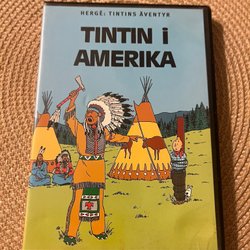 HERGÉ: TINTINS ÄVENTYR
TINTIN I
AMERIKA